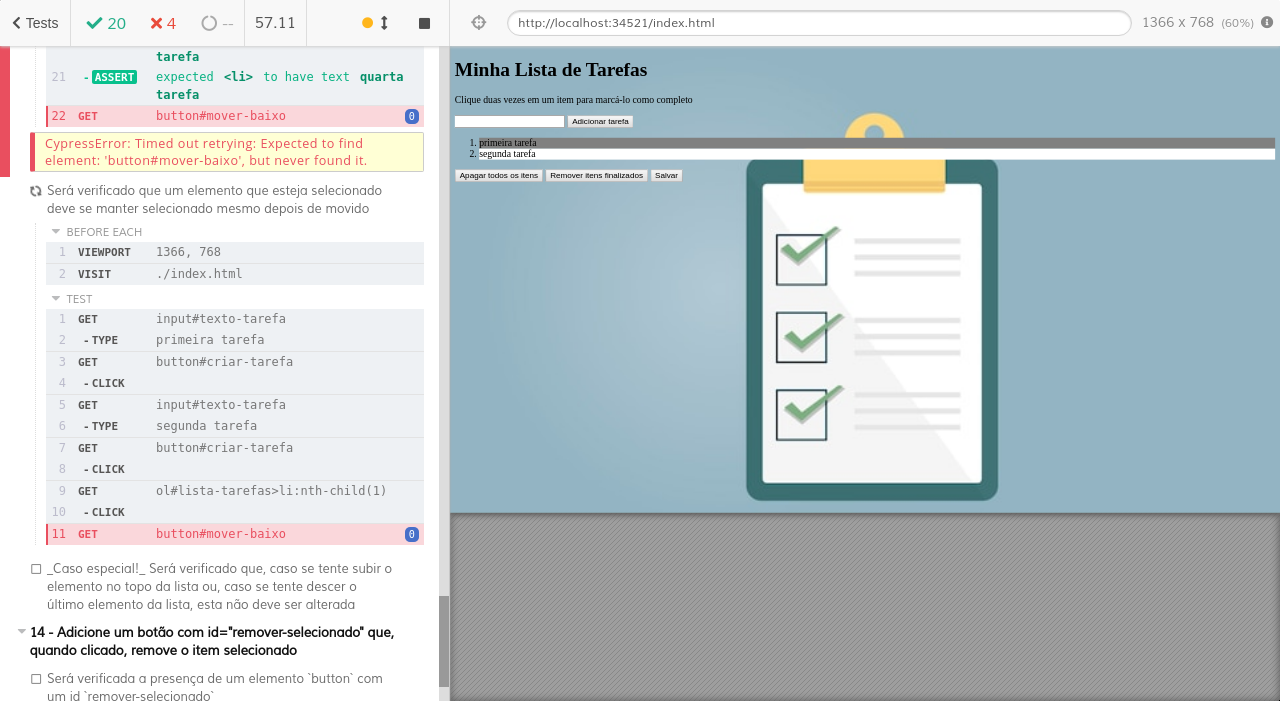 Tests 20 4 -- 57.11 http://localhost:34521/index.html 1366 x 768 (60%)
tarefa
21 - ASSERT expected <li> to have text quarta
tarefa
22 GET button#mover-baixo 0
CypressError: Timed out retrying: Expected to find
element: 'button#mover-baixo', but never found it.
Será verificado que um elemento que esteja selecionado
deve se manter selecionado mesmo depois de movido
BEFORE EACH
1 VIEWPORT 1366, 768
2 VISIT ./index.html
TEST
1 GET input#texto-tarefa
2 - TYPE primeira tarefa
3 GET button#criar-tarefa
4 - CLICK
5 GET input#texto-tarefa
6 - TYPE segunda tarefa
7 GET button#criar-tarefa
8 - CLICK
9 GET ol#lista-tarefas>li:nth-child(1)
10 - CLICK
11 GET button#mover-baixo 0
_Caso especial!_ Será verificado que, caso se tente subir o
elemento no topo da lista ou, caso se tente descer o
último elemento da lista, esta não deve ser alterada
14 - Adicione um botão com id="remover-selecionado" que,
quando clicado, remove o item selecionado
Será verificada a presença de um elemento `button` com
um id `remover-selecionado`
Minha Lista de Tarefas
Clique duas vezes em um item para marcá-lo como completo
Adicionar tarefa
1. primeira tarefa
2. segunda tarefa
Apagar todos os itens Remover itens finalizados Salvar